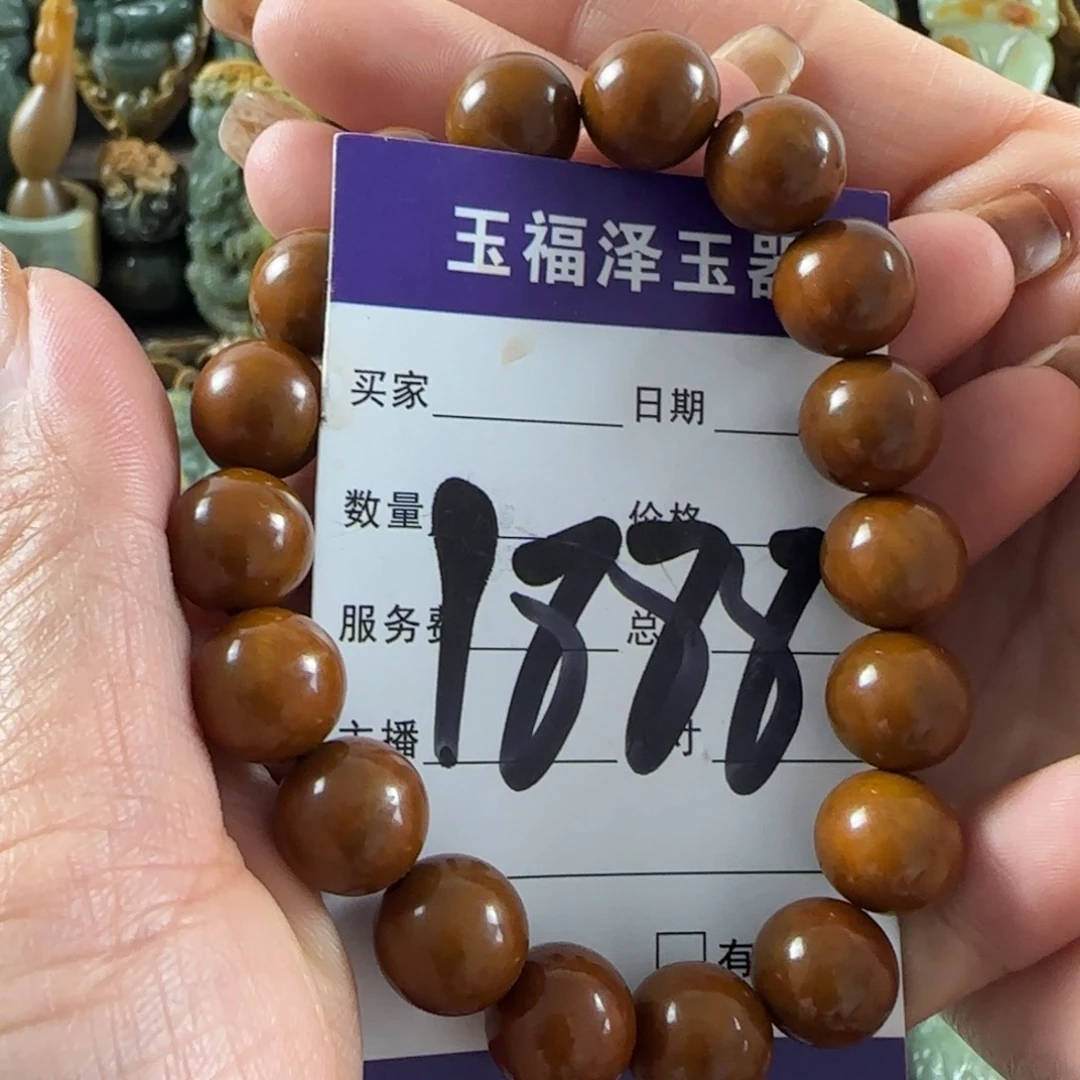 玉福泽玉器
买家 日期
数量 价格
服务费 总
主播 时
1888
有